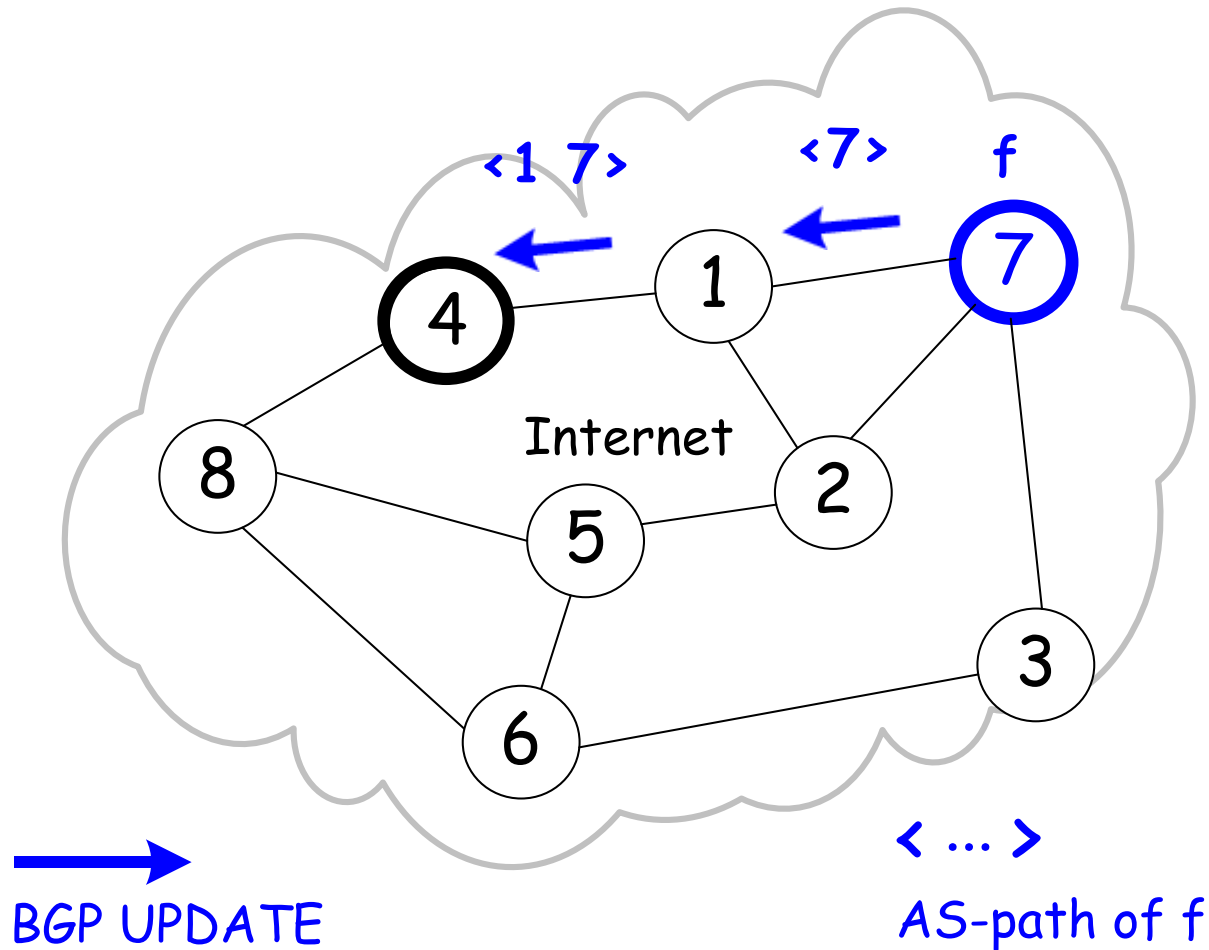 <1 7>
<7>
f
7
1
4
Internet
8
2
5
3
6
< ... >
BGP UPDATE
AS-path of f